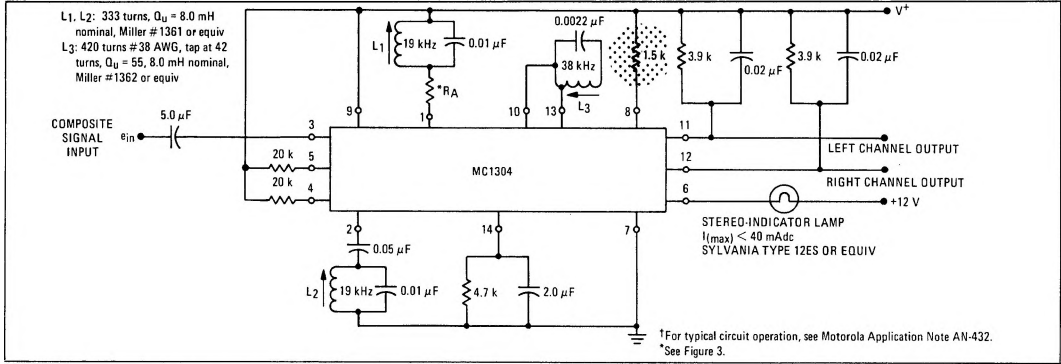 L1, L2: 333 turns, QU = 8.0 mH
nominal, Miller #1361 or equiv
L3: 420 turns #38 AWG, tap at 42
turns, QU = 55, 8.0 mH nominal,
Miller #1362 or equiv
L1
19 kHz
0.01 µF
*RA
0.0022 µF
38 kHz
L3
1.5 k
3.9 k
0.02 µF
3.9 k
0.02 µF
V+
9
1
10
13
8
COMPOSITE
SIGNAL
INPUT
ein
5.0 µF
3
20 k
5
20 k
4
MC1304
11
LEFT CHANNEL OUTPUT
12
RIGHT CHANNEL OUTPUT
6
+12 V
STEREO-INDICATOR LAMP
I(max) < 40 mAdc
SYLVANIA TYPE 12ES OR EQUIV
2
14
7
0.05 µF
L2
19 kHz
0.01 µF
4.7 k
2.0 µF
†For typical circuit operation, see Motorola Application Note AN-432.
*See Figure 3.